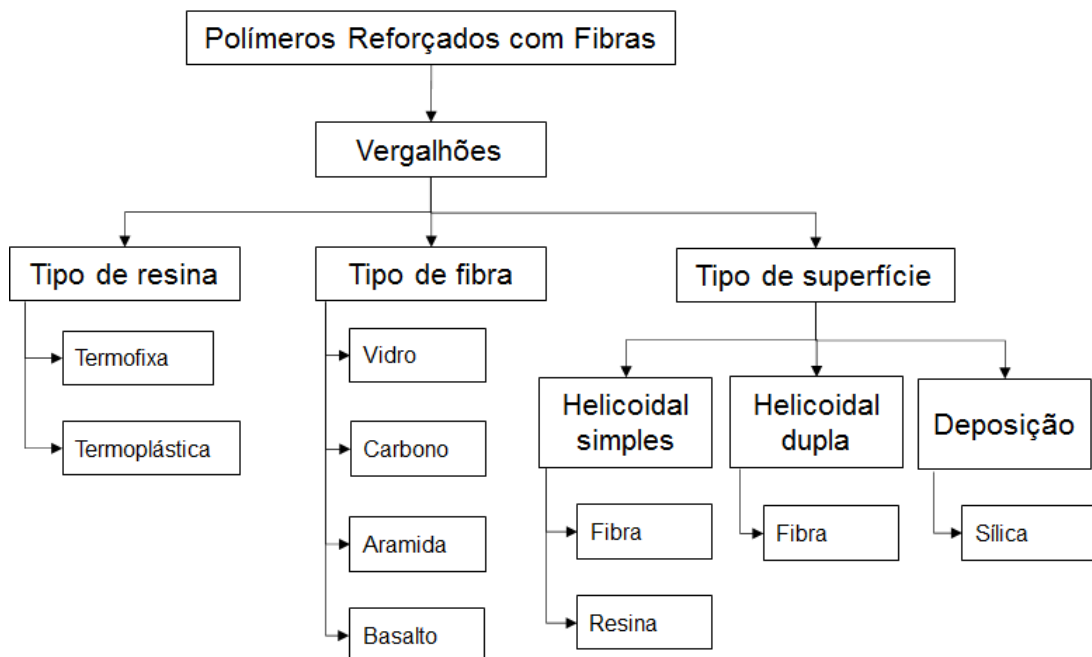 Polímeros Reforçados com Fibras
Vergalhões
Tipo de resina
Termofixa
Termoplástica
Tipo de fibra
Vidro
Carbono
Aramida
Basalto
Tipo de superfície
Helicoidal
simples
Fibra
Resina
Helicoidal
dupla
Fibra
Deposição
Sílica